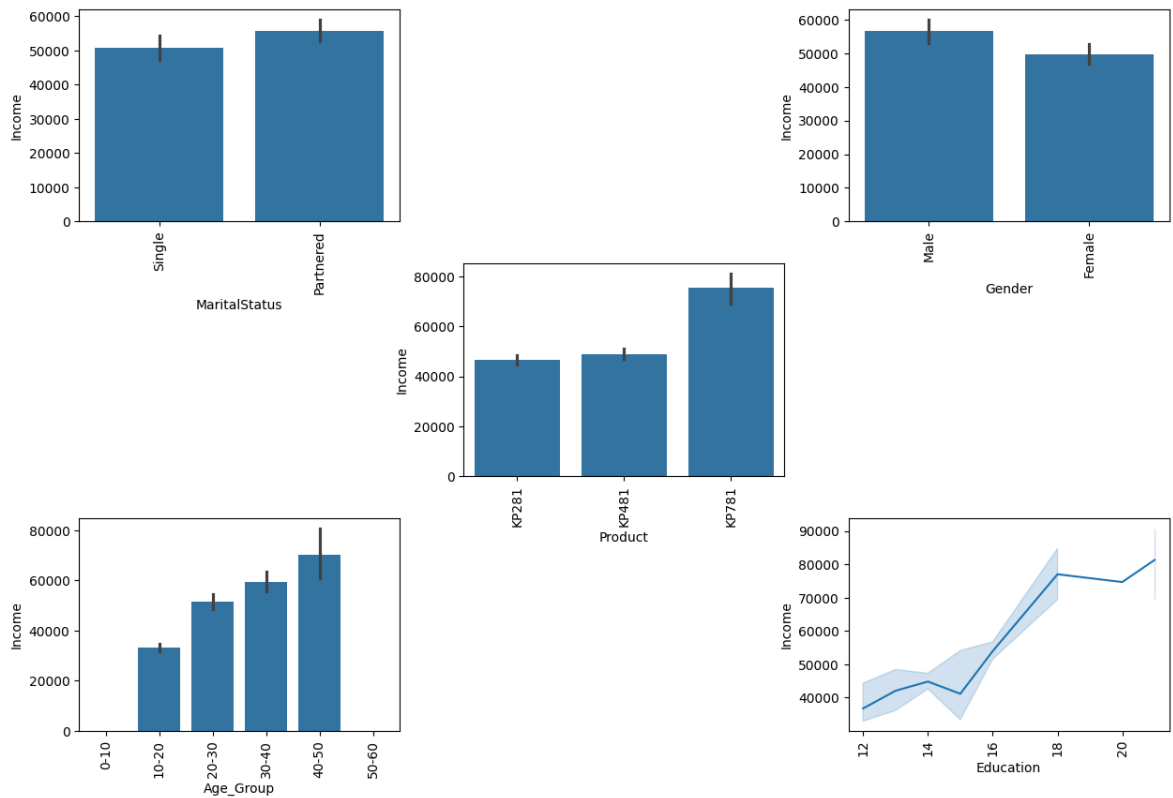 60000
50000
40000
30000
20000
10000
0
Income
Single
Partnered
MaritalStatus
60000
50000
40000
30000
20000
10000
0
Income
Male
Female
Gender
80000
60000
40000
20000
0
Income
KP281
KP481
KP781
Product
80000
60000
40000
20000
0
Income
0-10
10-20
20-30
30-40
40-50
50-60
Age_Group
90000
80000
70000
60000
50000
40000
Income
12
14
16
18
20
Education